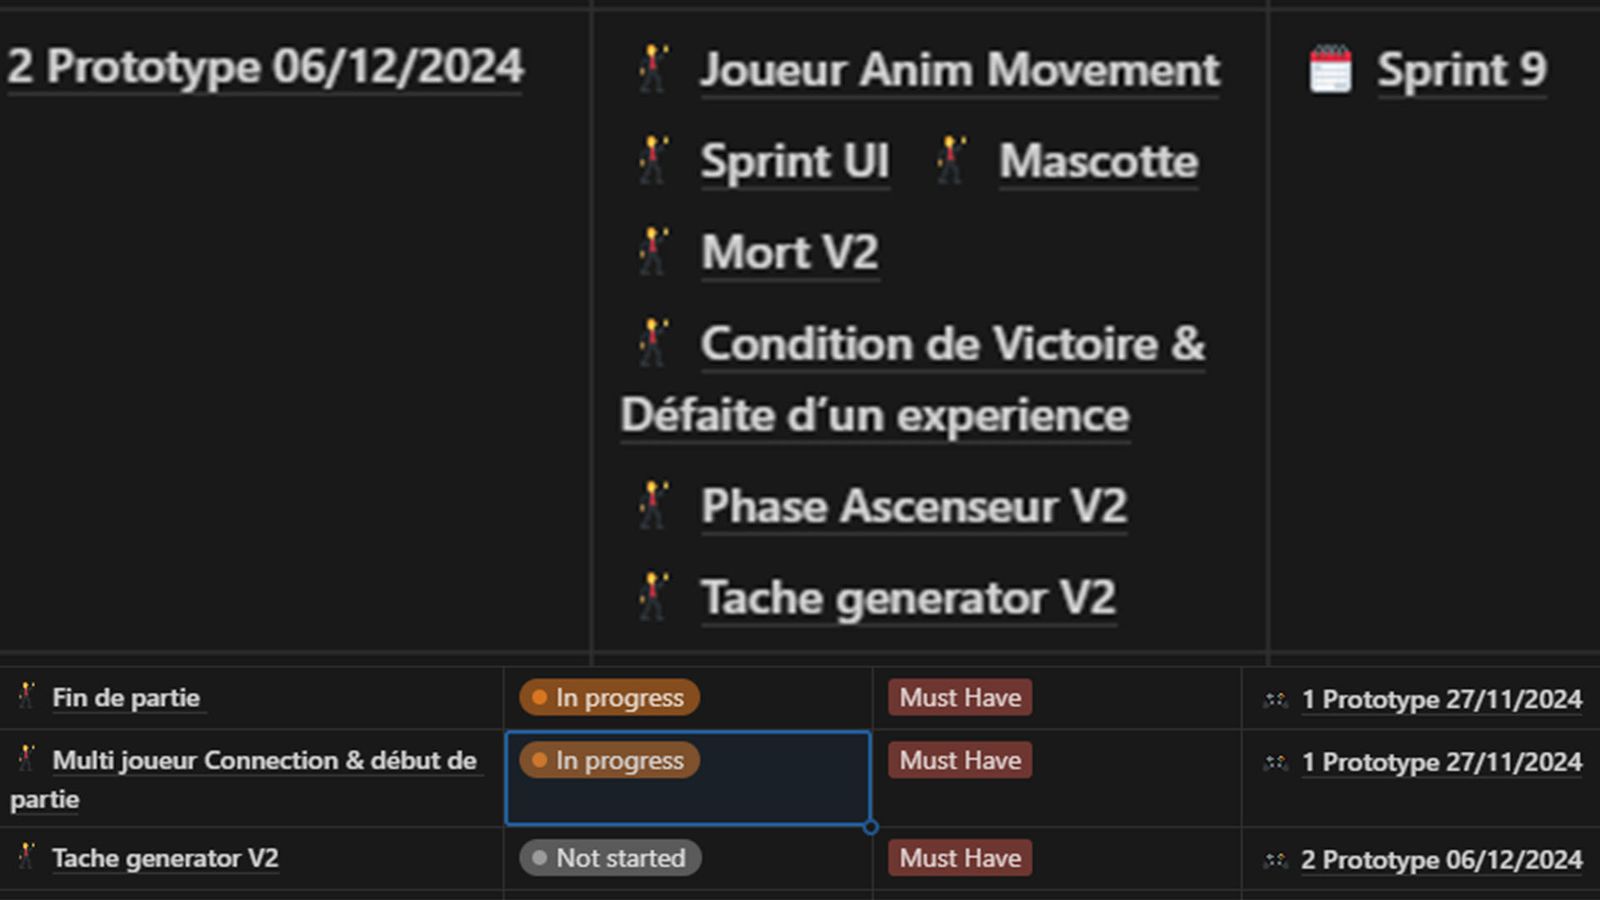 2 Prototype 06/12/2024
Joueur Anim Movement
Sprint UI Mascotte
Mort V2
Condition de Victoire &
Défaite d’un experience
Phase Ascenseur V2
Tache generator V2
Sprint 9
Fin de partie In progress Must Have 1 Prototype 27/11/2024
Multi joueur Connection & début de In progress Must Have 1 Prototype 27/11/2024
partie
Tache generator V2 Not started Must Have 2 Prototype 06/12/2024